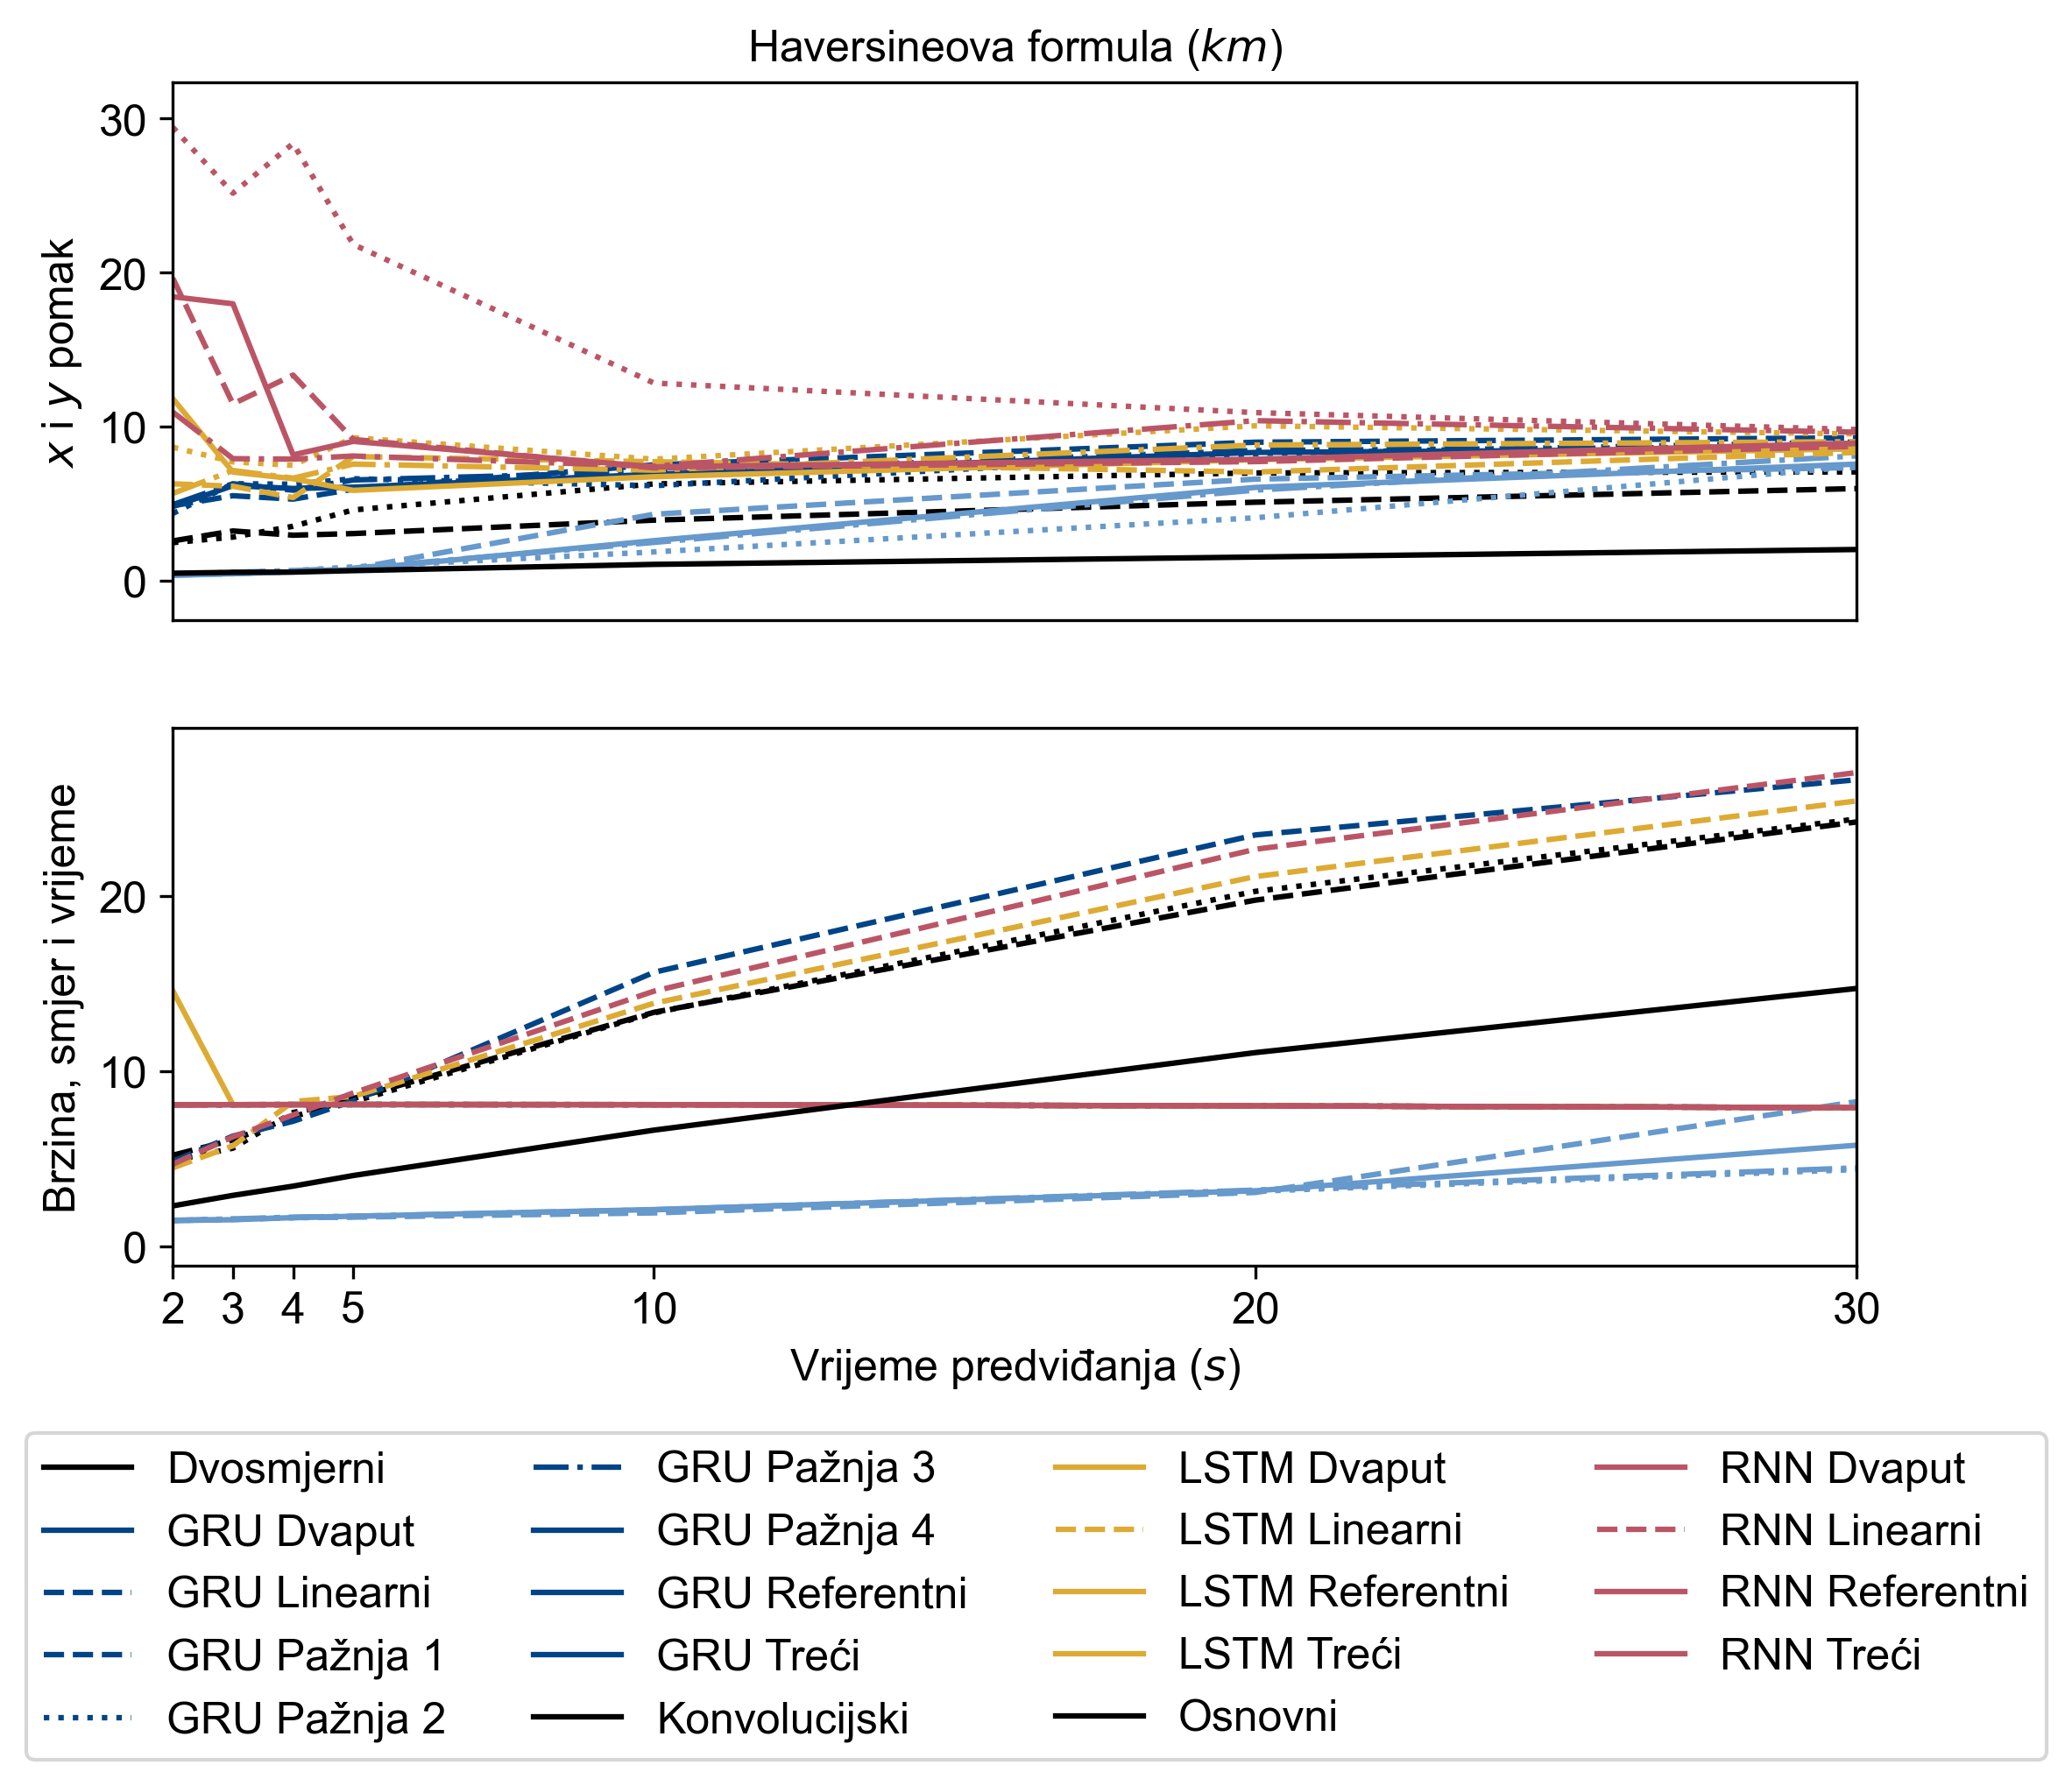 Haversineova formula (km)
x i y pomak
30
20
10
0
Brzina, smjer i vrijeme
20
10
0
2 3 4 5 10 20 30
Vrijeme predviđanja (s)
Dvosmjerni
GRU Dvaput
GRU Linearni
GRU Pažnja 1
GRU Pažnja 2
GRU Pažnja 3
GRU Pažnja 4
GRU Referentni
GRU Treći
Konvolucijski
LSTM Dvaput
LSTM Linearni
LSTM Referentni
LSTM Treći
Osnovni
RNN Dvaput
RNN Linearni
RNN Referentni
RNN Treći